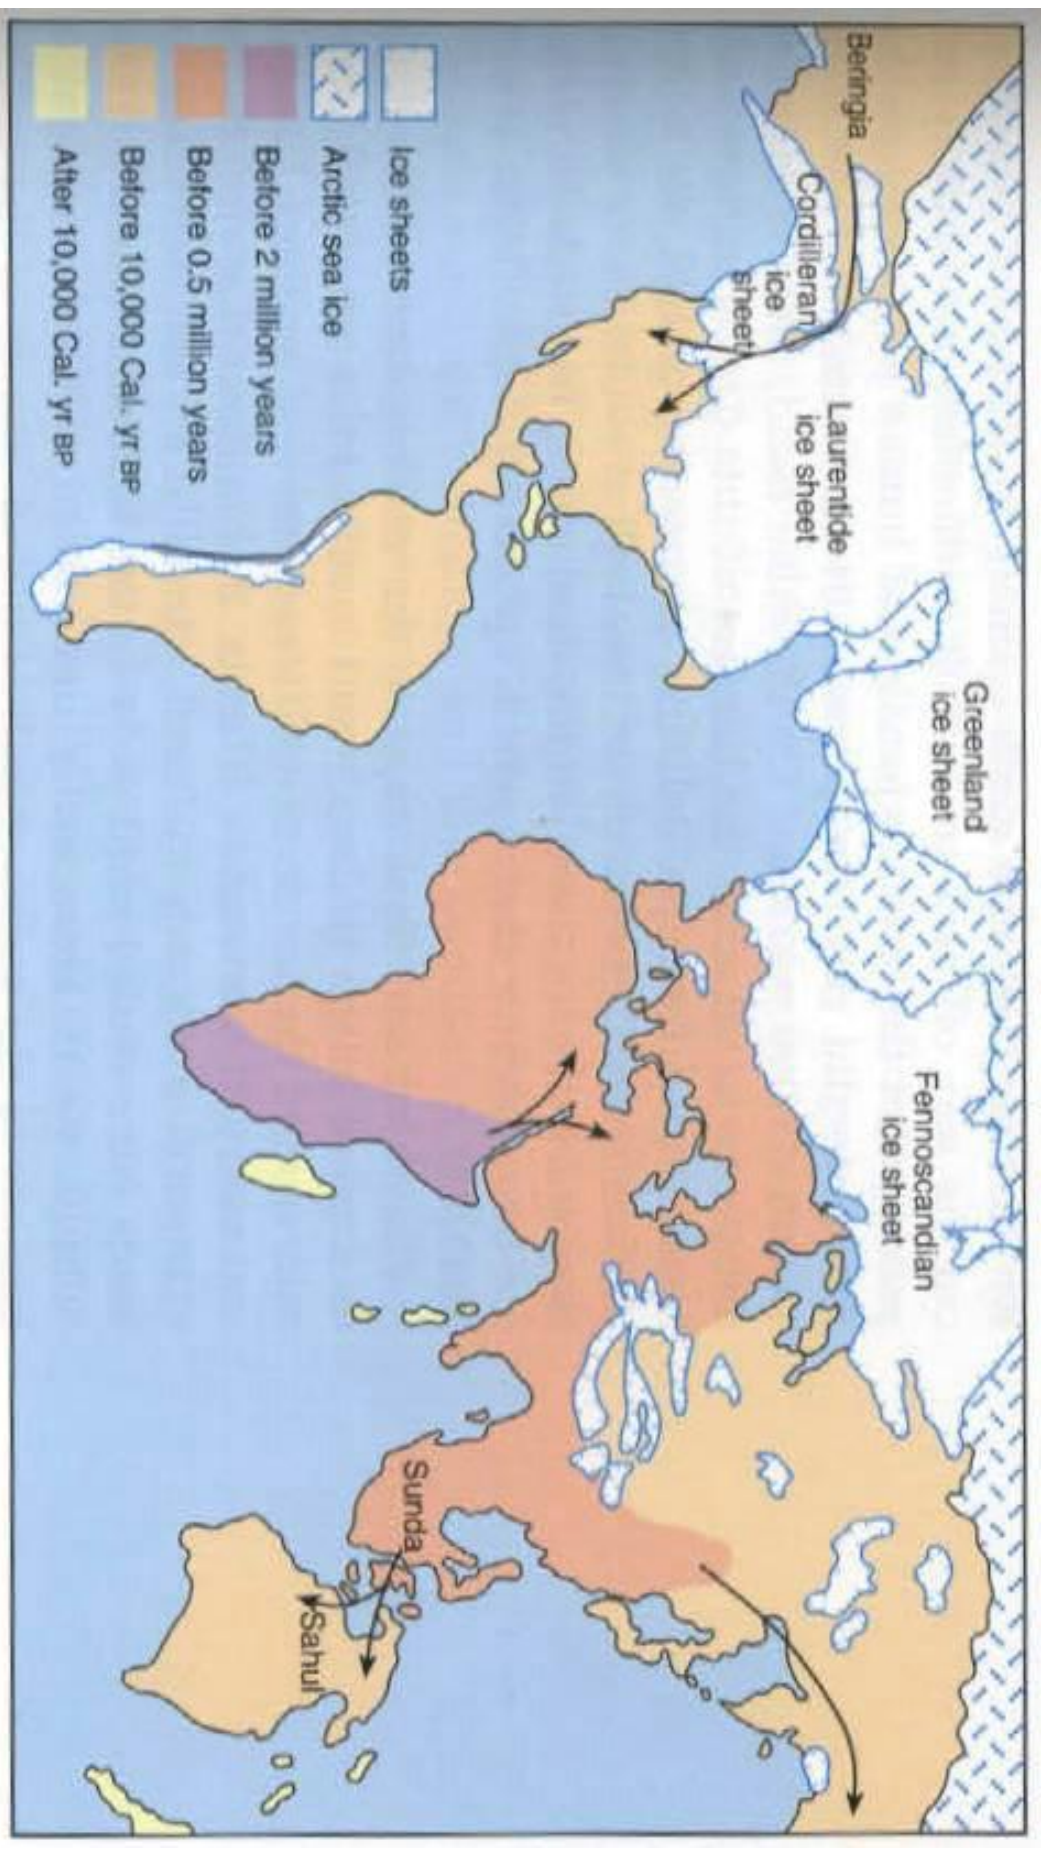 Beringia
Cordilleran
ice
sheet
Laurentide
ice sheet
Greenland
ice sheet
Fennoscandian
ice sheet
Sunda
Sahul
Ice sheets
Arctic sea ice
Before 2 million years
Before 0.5 million years
Before 10,000 Cal. yr BP
After 10,000 Cal. yr BP